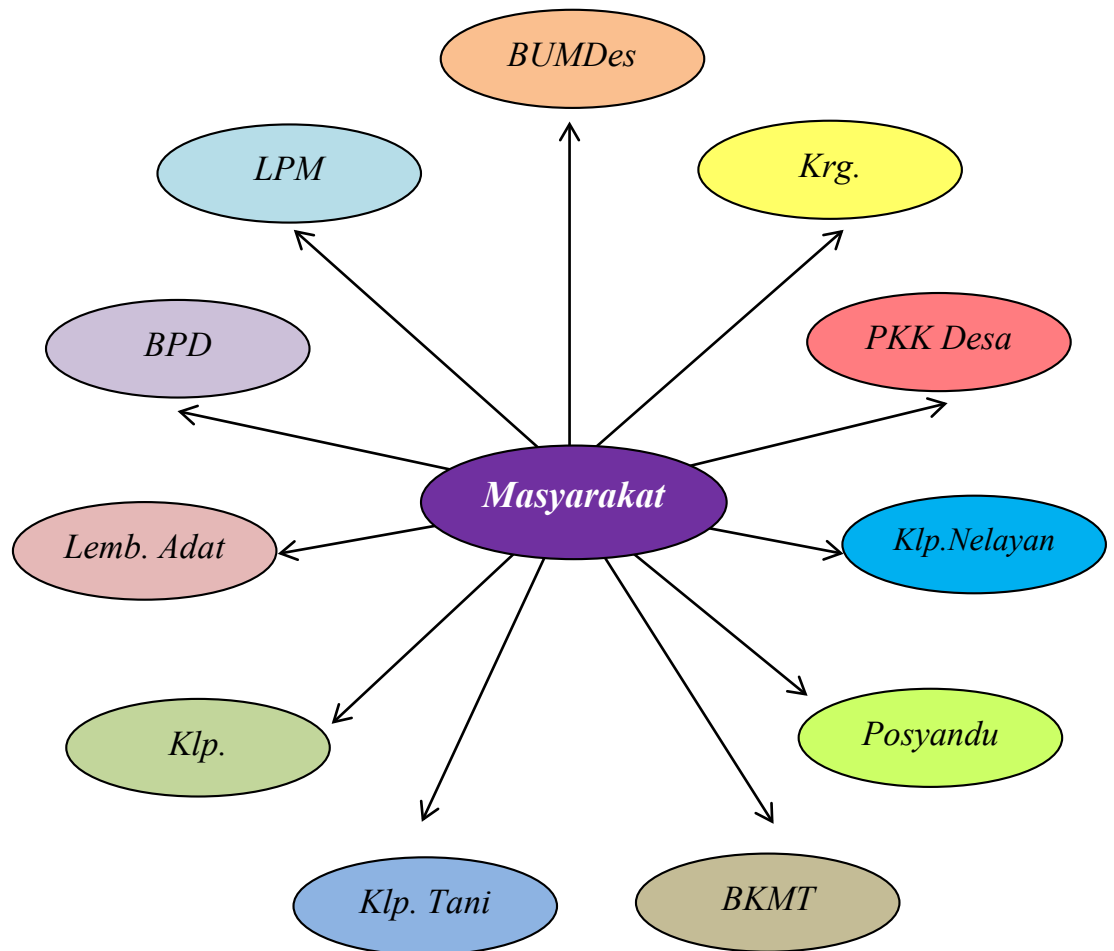 BUMDes
LPM
Krg.
BPD
PKK Desa
Masyarakat
Lemb. Adat
Klp.Nelayan
Klp.
Posyandu
Klp. Tani
BKMT